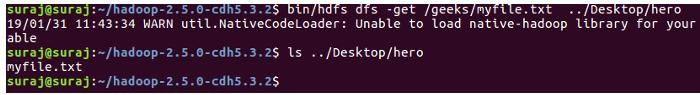 suraj@suraj:~/hadoop-2.5.0-cdh5.3.2$ bin/hdfs dfs -get /geeks/myfile.txt  ../Desktop/hero
19/01/31 11:43:34 WARN util.NativeCodeLoader: Unable to load native-hadoop library for your
able
suraj@suraj:~/hadoop-2.5.0-cdh5.3.2$ ls ../Desktop/hero
myfile.txt
suraj@suraj:~/hadoop-2.5.0-cdh5.3.2$